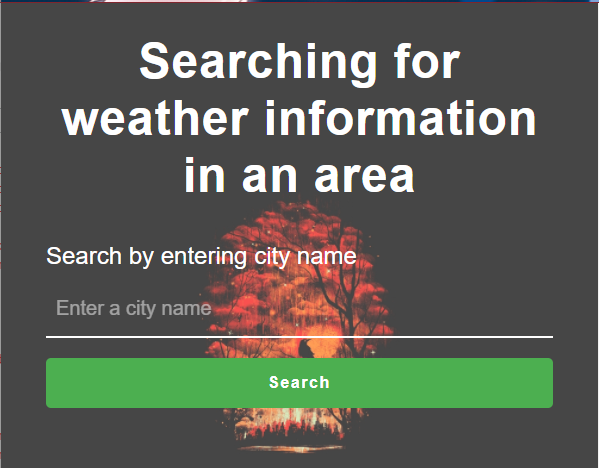 Searching for
weather information
in an area
Search by entering city name
Enter a city name
Search